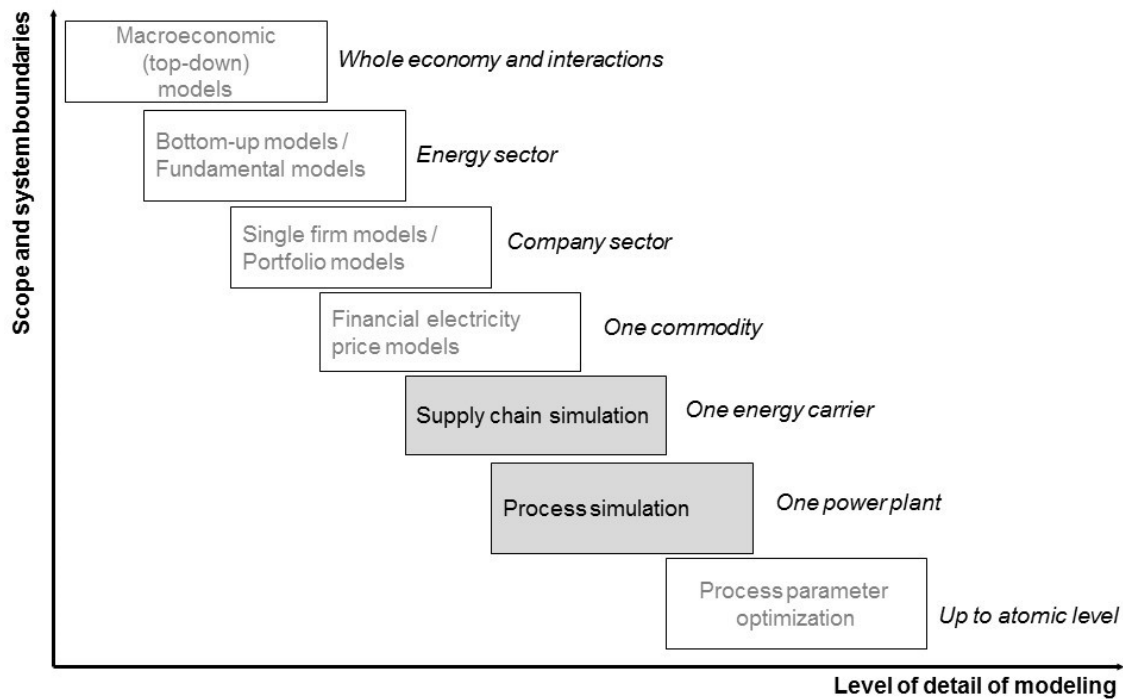 Scope and system boundaries
Macroeconomic
(top-down)
models
Whole economy and interactions
Bottom-up models /
Fundamental models
Energy sector
Single firm models /
Portfolio models
Company sector
Financial electricity
price models
One commodity
Supply chain simulation
One energy carrier
Process simulation
One power plant
Process parameter
optimization
Up to atomic level
Level of detail of modeling